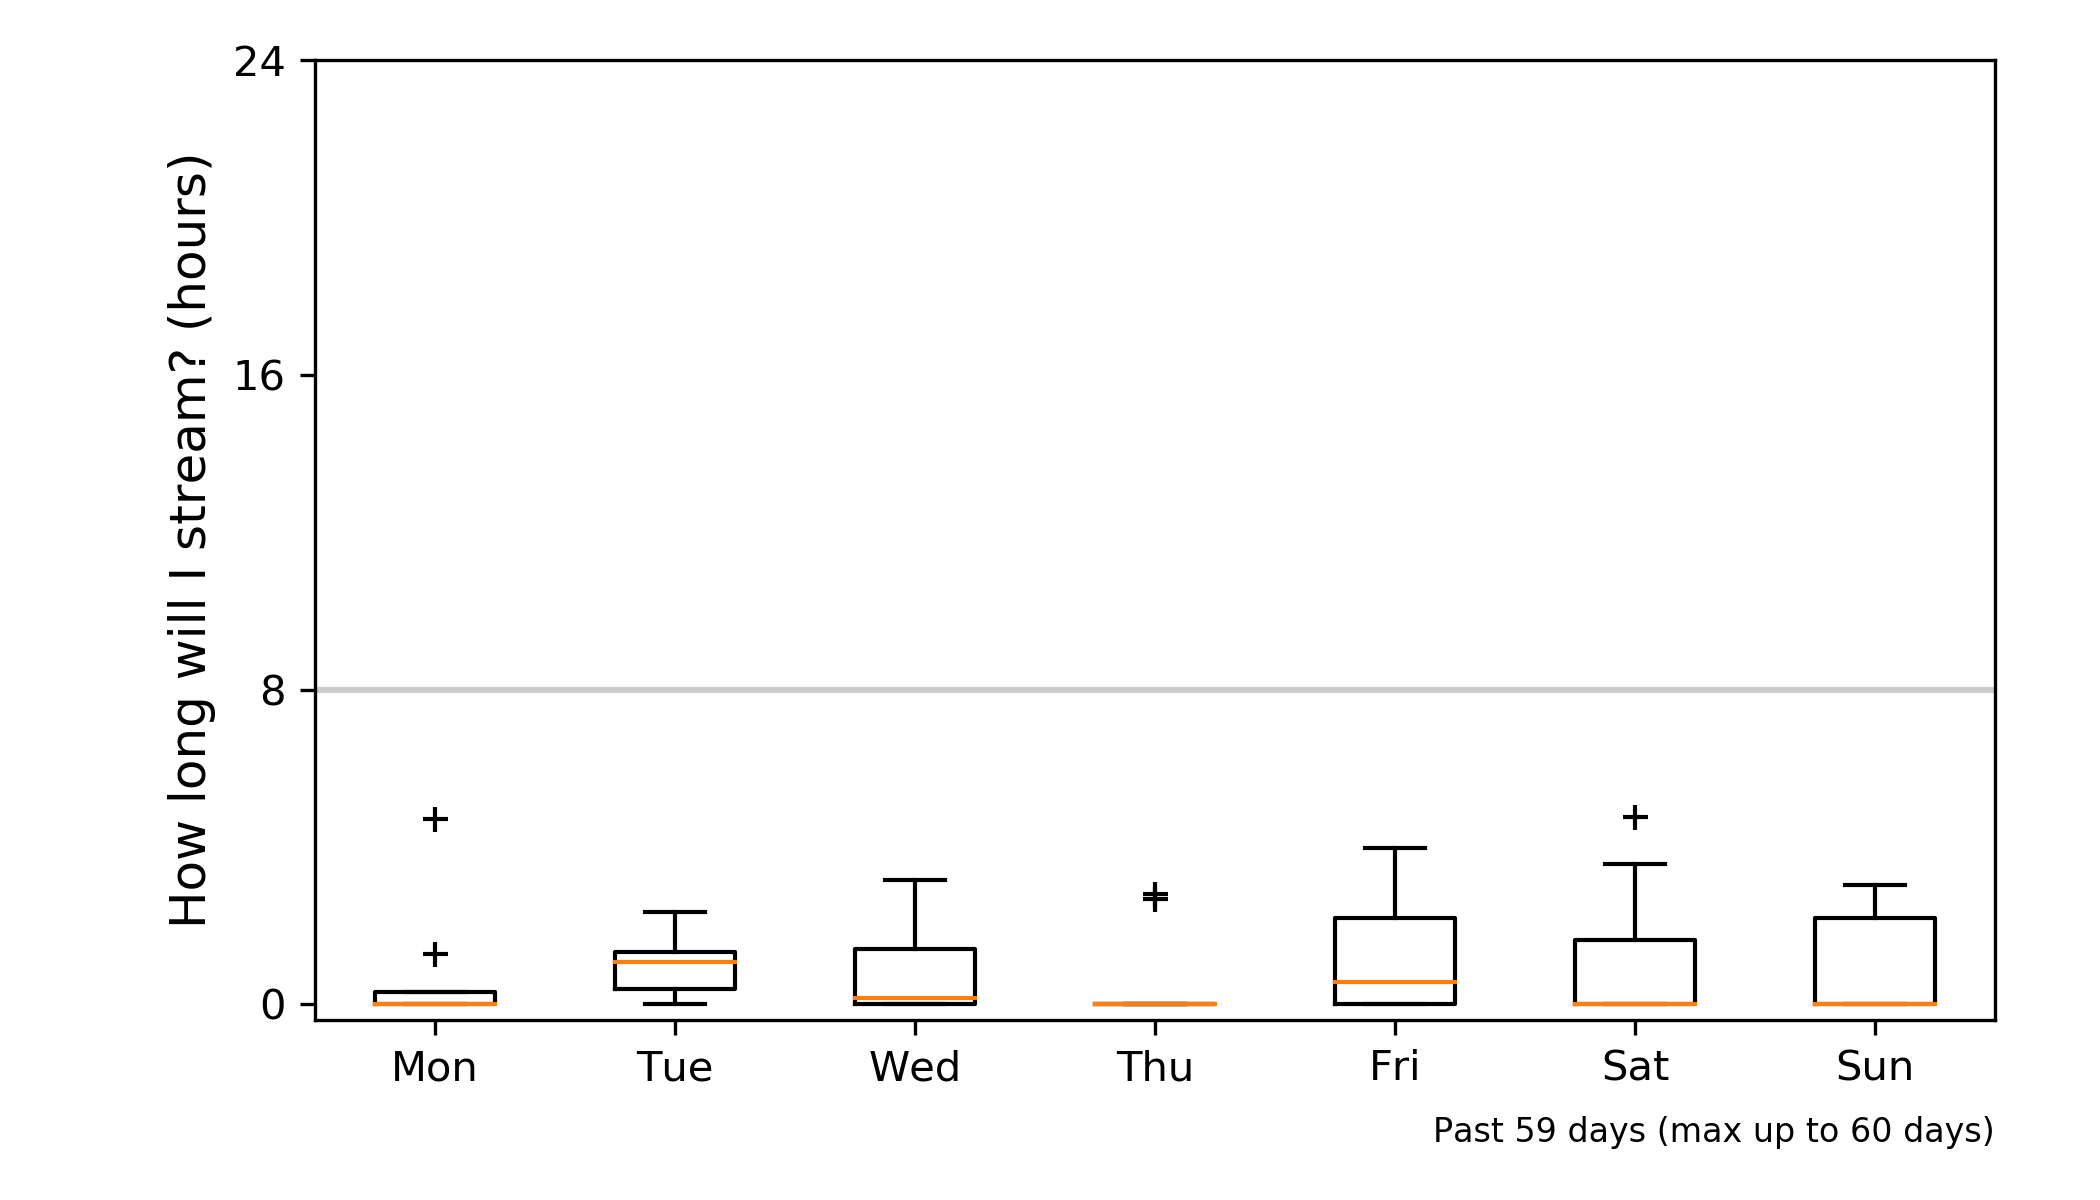 How long will I stream? (hours)
24
16
8
0
Mon Tue Wed Thu Fri Sat Sun
Past 59 days (max up to 60 days)